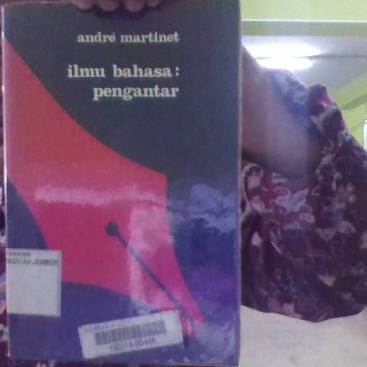 andré martinet
ilmu bahasa:
pengantar